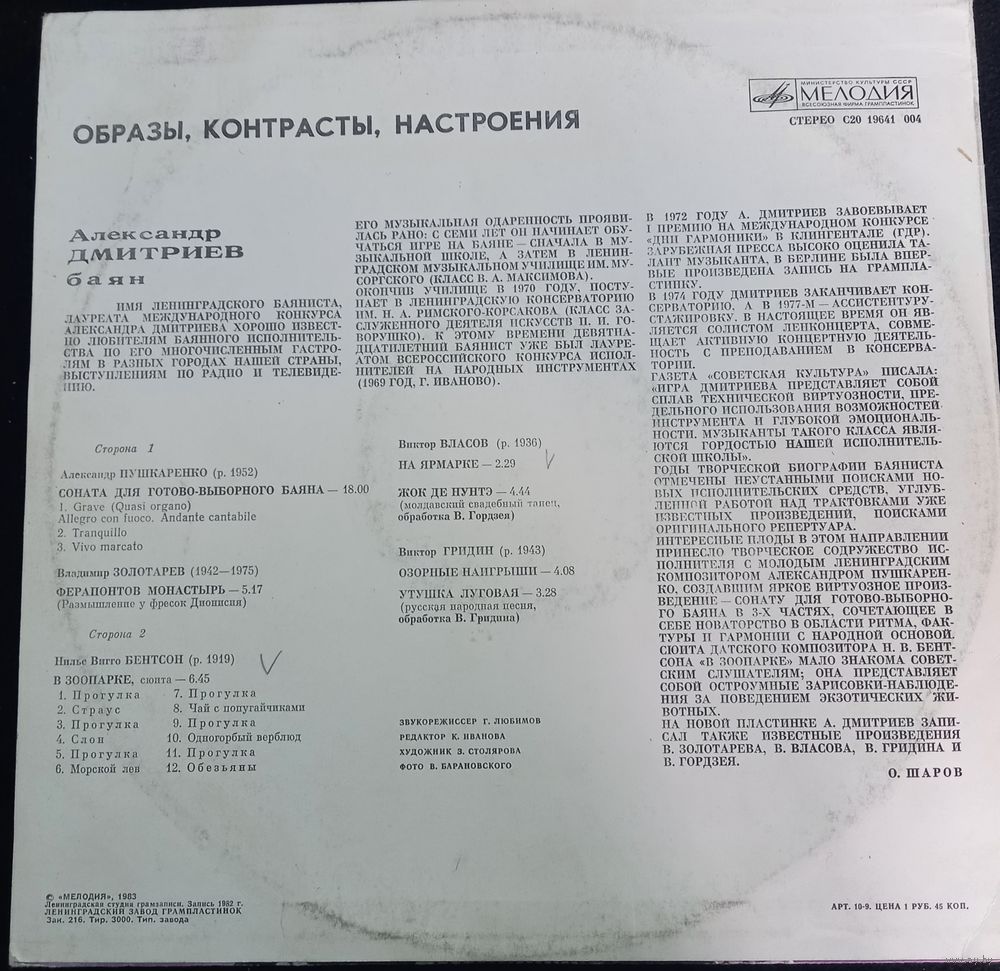 МИНИСТЕРСТВО КУЛЬТУРЫ СССР
МЕЛОДИЯ
ВСЕСОЮЗНАЯ ФИРМА ГРАМПЛАСТИНОК
СТЕРЕО С20 19641 004
ОБРАЗЫ, КОНТРАСТЫ, НАСТРОЕНИЯ
Александр
ДМИТРИЕВ
баян
ИМЯ ЛЕНИНГРАДСКОГО БАЯНИСТА,
ЛАУРЕАТА МЕЖДУНАРОДНОГО КОНКУРСА
АЛЕКСАНДРА ДМИТРИЕВА ХОРОШО ИЗВЕСТ-
НО ЛЮБИТЕЛЯМ БАЯННОГО ИСПОЛНИТЕЛЬ-
СТВА ПО ЕГО МНОГОЧИСЛЕННЫМ ГАСТРО-
ЛЯМ В РАЗНЫХ ГОРОДАХ НАШЕЙ СТРАНЫ,
ВЫСТУПЛЕНИЯМ ПО РАДИО И ТЕЛЕВИДЕ-
НИЮ.
ЕГО МУЗЫКАЛЬНАЯ ОДАРЕННОСТЬ ПРОЯВИ-
ЛАСЬ РАНО: С СЕМИ ЛЕТ ОН НАЧИНАЕТ ОБУ-
ЧАТЬСЯ ИГРЕ НА БАЯНЕ — СНАЧАЛА В МУ-
ЗЫКАЛЬНОЙ ШКОЛЕ, А ЗАТЕМ В ЛЕНИН-
ГРАДСКОМ МУЗЫКАЛЬНОМ УЧИЛИЩЕ ИМ. МУ-
СОРГСКОГО (КЛАСС В. А. МАКСИМОВА).
ОКОНЧИВ УЧИЛИЩЕ В 1970 ГОДУ, ПОСТУ-
ПАЕТ В ЛЕНИНГРАДСКУЮ КОНСЕРВАТОРИЮ
ИМ. Н. А. РИМСКОГО-КОРСАКОВА (КЛАСС ЗА-
СЛУЖЕННОГО ДЕЯТЕЛЯ ИСКУССТВ П. И. ГО-
ВОРУШКО). К ЭТОМУ ВРЕМЕНИ ДЕВЯТНА-
ДЦАТИЛЕТНИЙ БАЯНИСТ УЖЕ БЫЛ ЛАУРЕ-
АТОМ ВСЕРОССИЙСКОГО КОНКУРСА ИСПОЛ-
НИТЕЛЕЙ НА НАРОДНЫХ ИНСТРУМЕНТАХ
(1969 ГОД, Г. ИВАНОВО).
В 1972 ГОДУ А. ДМИТРИЕВ ЗАВОЕВЫВАЕТ
I ПРЕМИЮ НА МЕЖДУНАРОДНОМ КОНКУРСЕ
«ДНИ ГАРМОНИКИ» В КЛИНГЕНТАЛЕ (ГДР).
ЗАРУБЕЖНАЯ ПРЕССА ВЫСОКО ОЦЕНИЛА ТА-
ЛАНТ МУЗЫКАНТА, В БЕРЛИНЕ БЫЛА ВПЕР-
ВЫЕ ПРОИЗВЕДЕНА ЗАПИСЬ НА ГРАМПЛА-
СТИНКУ.
В 1974 ГОДУ ДМИТРИЕВ ЗАКАНЧИВАЕТ КОН-
СЕРВАТОРИЮ, А В 1977-М — АССИСТЕНТУРУ-
СТАЖИРОВКУ. В НАСТОЯЩЕЕ ВРЕМЯ ОН ЯВ-
ЛЯЕТСЯ СОЛИСТОМ ЛЕНКОНЦЕРТА, СОВМЕ-
ЩАЕТ АКТИВНУЮ КОНЦЕРТНУЮ ДЕЯТЕЛЬ-
НОСТЬ С ПРЕПОДАВАНИЕМ В КОНСЕРВА-
ТОРИИ.
ГАЗЕТА «СОВЕТСКАЯ КУЛЬТУРА» ПИСАЛА:
«ИГРА ДМИТРИЕВА ПРЕДСТАВЛЯЕТ СОБОЙ
СПЛАВ ТЕХНИЧЕСКОЙ ВИРТУОЗНОСТИ, ПРЕ-
ДЕЛЬНОГО ИСПОЛЬЗОВАНИЯ ВОЗМОЖНОСТЕЙ
ИНСТРУМЕНТА И ГЛУБОКОЙ ЭМОЦИОНАЛЬ-
НОСТИ. МУЗЫКАНТЫ ТАКОГО КЛАССА ЯВЛЯ-
ЮТСЯ ГОРДОСТЬЮ НАШЕЙ ИСПОЛНИТЕЛЬ-
СКОЙ ШКОЛЫ».
ГОДЫ ТВОРЧЕСКОЙ БИОГРАФИИ БАЯНИСТА
ОТМЕЧЕНЫ НЕУСТАННЫМИ ПОИСКАМИ НО-
ВЫХ ИСПОЛНИТЕЛЬСКИХ СРЕДСТВ, УГЛУБ-
ЛЕННОЙ РАБОТОЙ НАД ТРАКТОВКАМИ УЖЕ
ИЗВЕСТНЫХ ПРОИЗВЕДЕНИЙ, ПОИСКАМИ
ОРИГИНАЛЬНОГО РЕПЕРТУАРА.
ИНТЕРЕСНЫЕ ПЛОДЫ В ЭТОМ НАПРАВЛЕНИИ
ПРИНЕСЛО ТВОРЧЕСКОЕ СОДРУЖЕСТВО ИС-
ПОЛНИТЕЛЯ С МОЛОДЫМ ЛЕНИНГРАДСКИМ
КОМПОЗИТОРОМ АЛЕКСАНДРОМ ПУШКАРЕН-
КО, СОЗДАВШИМ ЯРКОЕ ВИРТУОЗНОЕ ПРОИЗ-
ВЕДЕНИЕ — СОНАТУ ДЛЯ ГОТОВО-ВЫБОРНО-
ГО БАЯНА В 3-Х ЧАСТЯХ, СОЧЕТАЮЩЕЕ В
СЕБЕ НОВАТОРСТВО В ОБЛАСТИ РИТМА, ФАК-
ТУРЫ И ГАРМОНИИ С НАРОДНОЙ ОСНОВОЙ.
СЮИТА ДАТСКОГО КОМПОЗИТОРА Н. В. БЕНТ-
СОНА «В ЗООПАРКЕ» МАЛО ЗНАКОМА СОВЕТ-
СКИМ СЛУШАТЕЛЯМ; ОНА ПРЕДСТАВЛЯЕТ
СОБОЙ ОСТРОУМНЫЕ ЗАРИСОВКИ-НАБЛЮДЕ-
НИЯ ЗА ПОВЕДЕНИЕМ ЭКЗОТИЧЕСКИХ ЖИ-
ВОТНЫХ.
НА НОВОЙ ПЛАСТИНКЕ А. ДМИТРИЕВ ЗАПИ-
САЛ ТАКЖЕ ИЗВЕСТНЫЕ ПРОИЗВЕДЕНИЯ
В. ЗОЛОТАРЕВА, В. ВЛАСОВА, В. ГРИДИНА И
В. ГОРДЗЕЯ.
О. ШАРОВ
Сторона 1
Александр ПУШКАРЕНКО (р. 1952)
СОНАТА ДЛЯ ГОТОВО-ВЫБОРНОГО БАЯНА — 18.00
1. Grave (Quasi organo)
Allegro con fuoco. Andante cantabile
2. Tranquillo
3. Vivo marcato
Владимир ЗОЛОТАРЕВ (1942—1975)
ФЕРАПОНТОВ МОНАСТЫРЬ — 5.17
(Размышление у фресок Дионисия)
Сторона 2
Нильс Вигго БЕНТСОН (р. 1919)
В ЗООПАРКЕ, сюита — 6.45
1. Прогулка
2. Страус
3. Прогулка
4. Слон
5. Прогулка
6. Морской лев
7. Прогулка
8. Чай с попугайчиками
9. Прогулка
10. Одногорбый верблюд
11. Прогулка
12. Обезьяны
Виктор ВЛАСОВ (р. 1936)
НА ЯРМАРКЕ — 2.29
ЖОК ДЕ НУНТЭ — 4.44
(молдавский свадебный танец,
обработка В. Гордзея)
Виктор ГРИДИН (р. 1943)
ОЗОРНЫЕ НАИГРЫШИ — 4.08
УТУШКА ЛУГОВАЯ — 3.28
(русская народная песня,
обработка В. Гридина)
ЗВУКОРЕЖИССЕР Г. ЛЮБИМОВ
РЕДАКТОР К. ИВАНОВА
ХУДОЖНИК З. СТОЛЯРОВА
ФОТО В. БАРАНОВСКОГО
© «МЕЛОДИЯ», 1983
Ленинградская студия грамзаписи. Запись 1982 г.
ЛЕНИНГРАДСКИЙ ЗАВОД ГРАМПЛАСТИНОК
Зак. 216. Тир. 3000. Тип. завода
АРТ. 10-9. ЦЕНА 1 РУБ. 45 КОП.